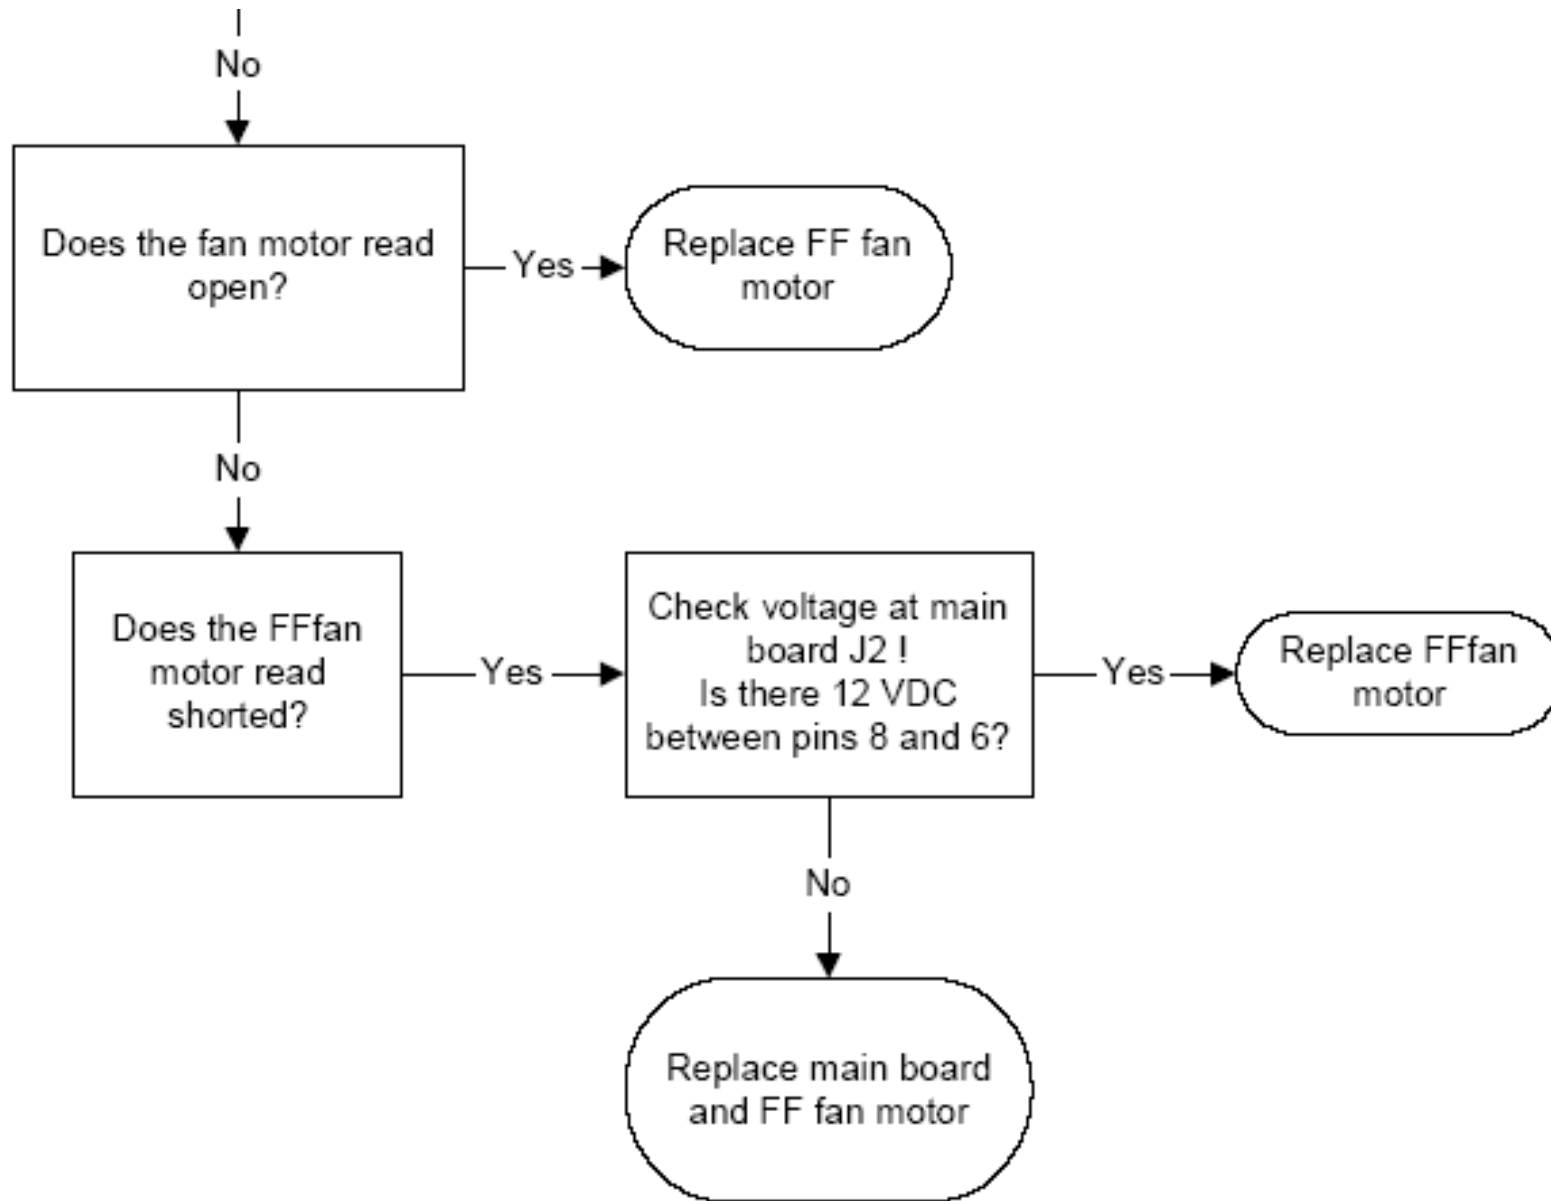 No
Does the fan motor read
open?
Yes
Replace FF fan
motor
No
Does the FFfan
motor read
shorted?
Yes
Check voltage at main
board J2 !
Is there 12 VDC
between pins 8 and 6?
Yes
Replace FFfan
motor
No
Replace main board
and FF fan motor